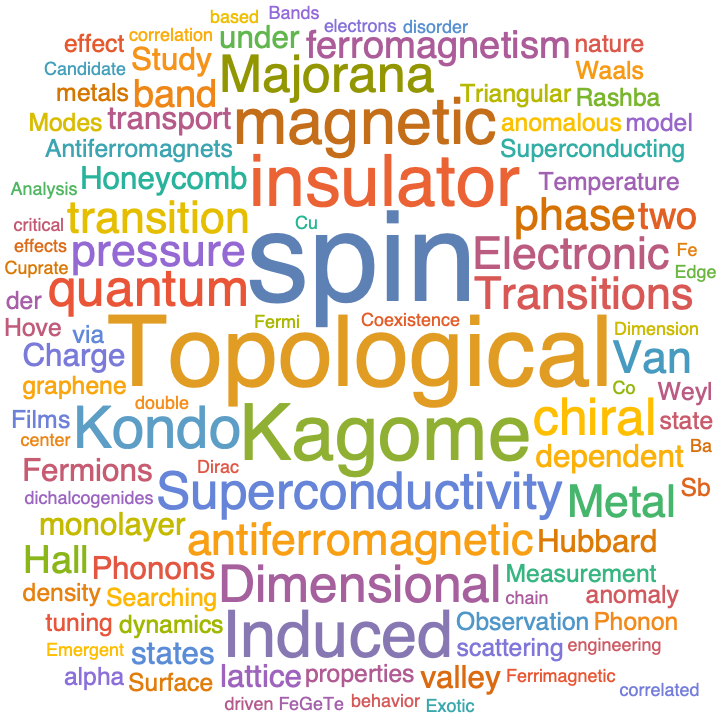 based Bands
effect correlation under electrons disorder
Candidate Study ferromagnetism nature
metals band Majorana Triangular Waals
Modes transport magnetic anomalous Rashba model
Antiferromagnets Superconducting
Analysis Honeycomb insulator Temperature
critical transition Cu phase two
effects pressure spin Electronic Fe
Cuprate quantum Transitions Edge
der
Hove via Fermi Coexistence Dimension
Charge Topological Van
graphene Co Weyl
Films double chiral state
center Kondo Kagome dependent Ba
Fermions Dirac Sb
dichalcogenides Superconductivity Metal
monolayer antiferromagnetic Hubbard
Hall Phonons Measurement
density Searching Dimensional chain anomaly
tuning dynamics Observation Phonon
Emergent states Induced scattering engineering
alpha Surface lattice properties valley Ferrimagnetic
driven FeGeTe behavior Exotic correlated